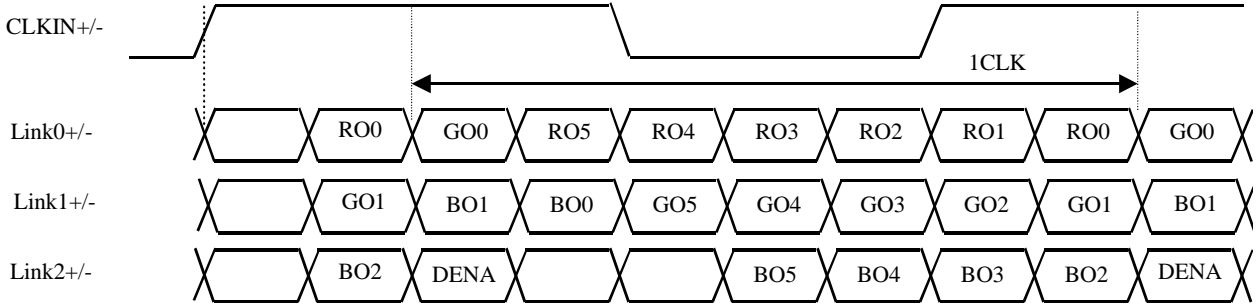 CLKIN+/-
1CLK
Link0+/- RO0 GO0 RO5 RO4 RO3 RO2 RO1 RO0 GO0
Link1+/- GO1 BO1 BO0 GO5 GO4 GO3 GO2 GO1 BO1
Link2+/- BO2 DENA BO5 BO4 BO3 BO2 DENA